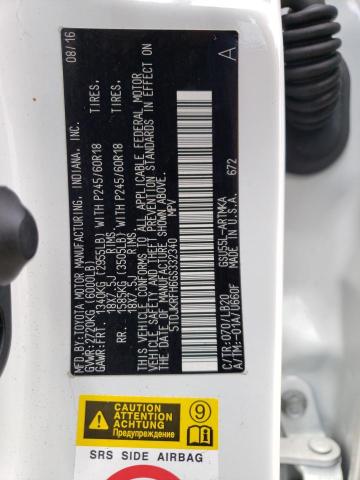 08/16 A
MFD. BY: TOYOTA MOTOR MANUFACTURING, INDIANA, INC.
GVWR: 2720KG (6000LB)
GAWR: FRT. 1340KG (2955LB) WITH P245/60R18 TIRES,
18X7.5J RIMS
RR. 1585KG (3505LB) WITH P245/60R18 TIRES,
18X7.5J RIMS
THIS VEHICLE CONFORMS TO ALL APPLICABLE FEDERAL MOTOR
VEHICLE SAFETY AND THEFT PREVENTION STANDARDS IN EFFECT ON
THE DATE OF MANUFACTURE SHOWN ABOVE.
5TDJKRFH6GS332340 MPV
C/TR:070/LB20 GSU55L-ARTMKA
A/TM:-01A/U660F MADE IN U.S.A. 672
CAUTION
ATTENTION
ACHTUNG
Предупреждение
9
SRS SIDE AIRBAG